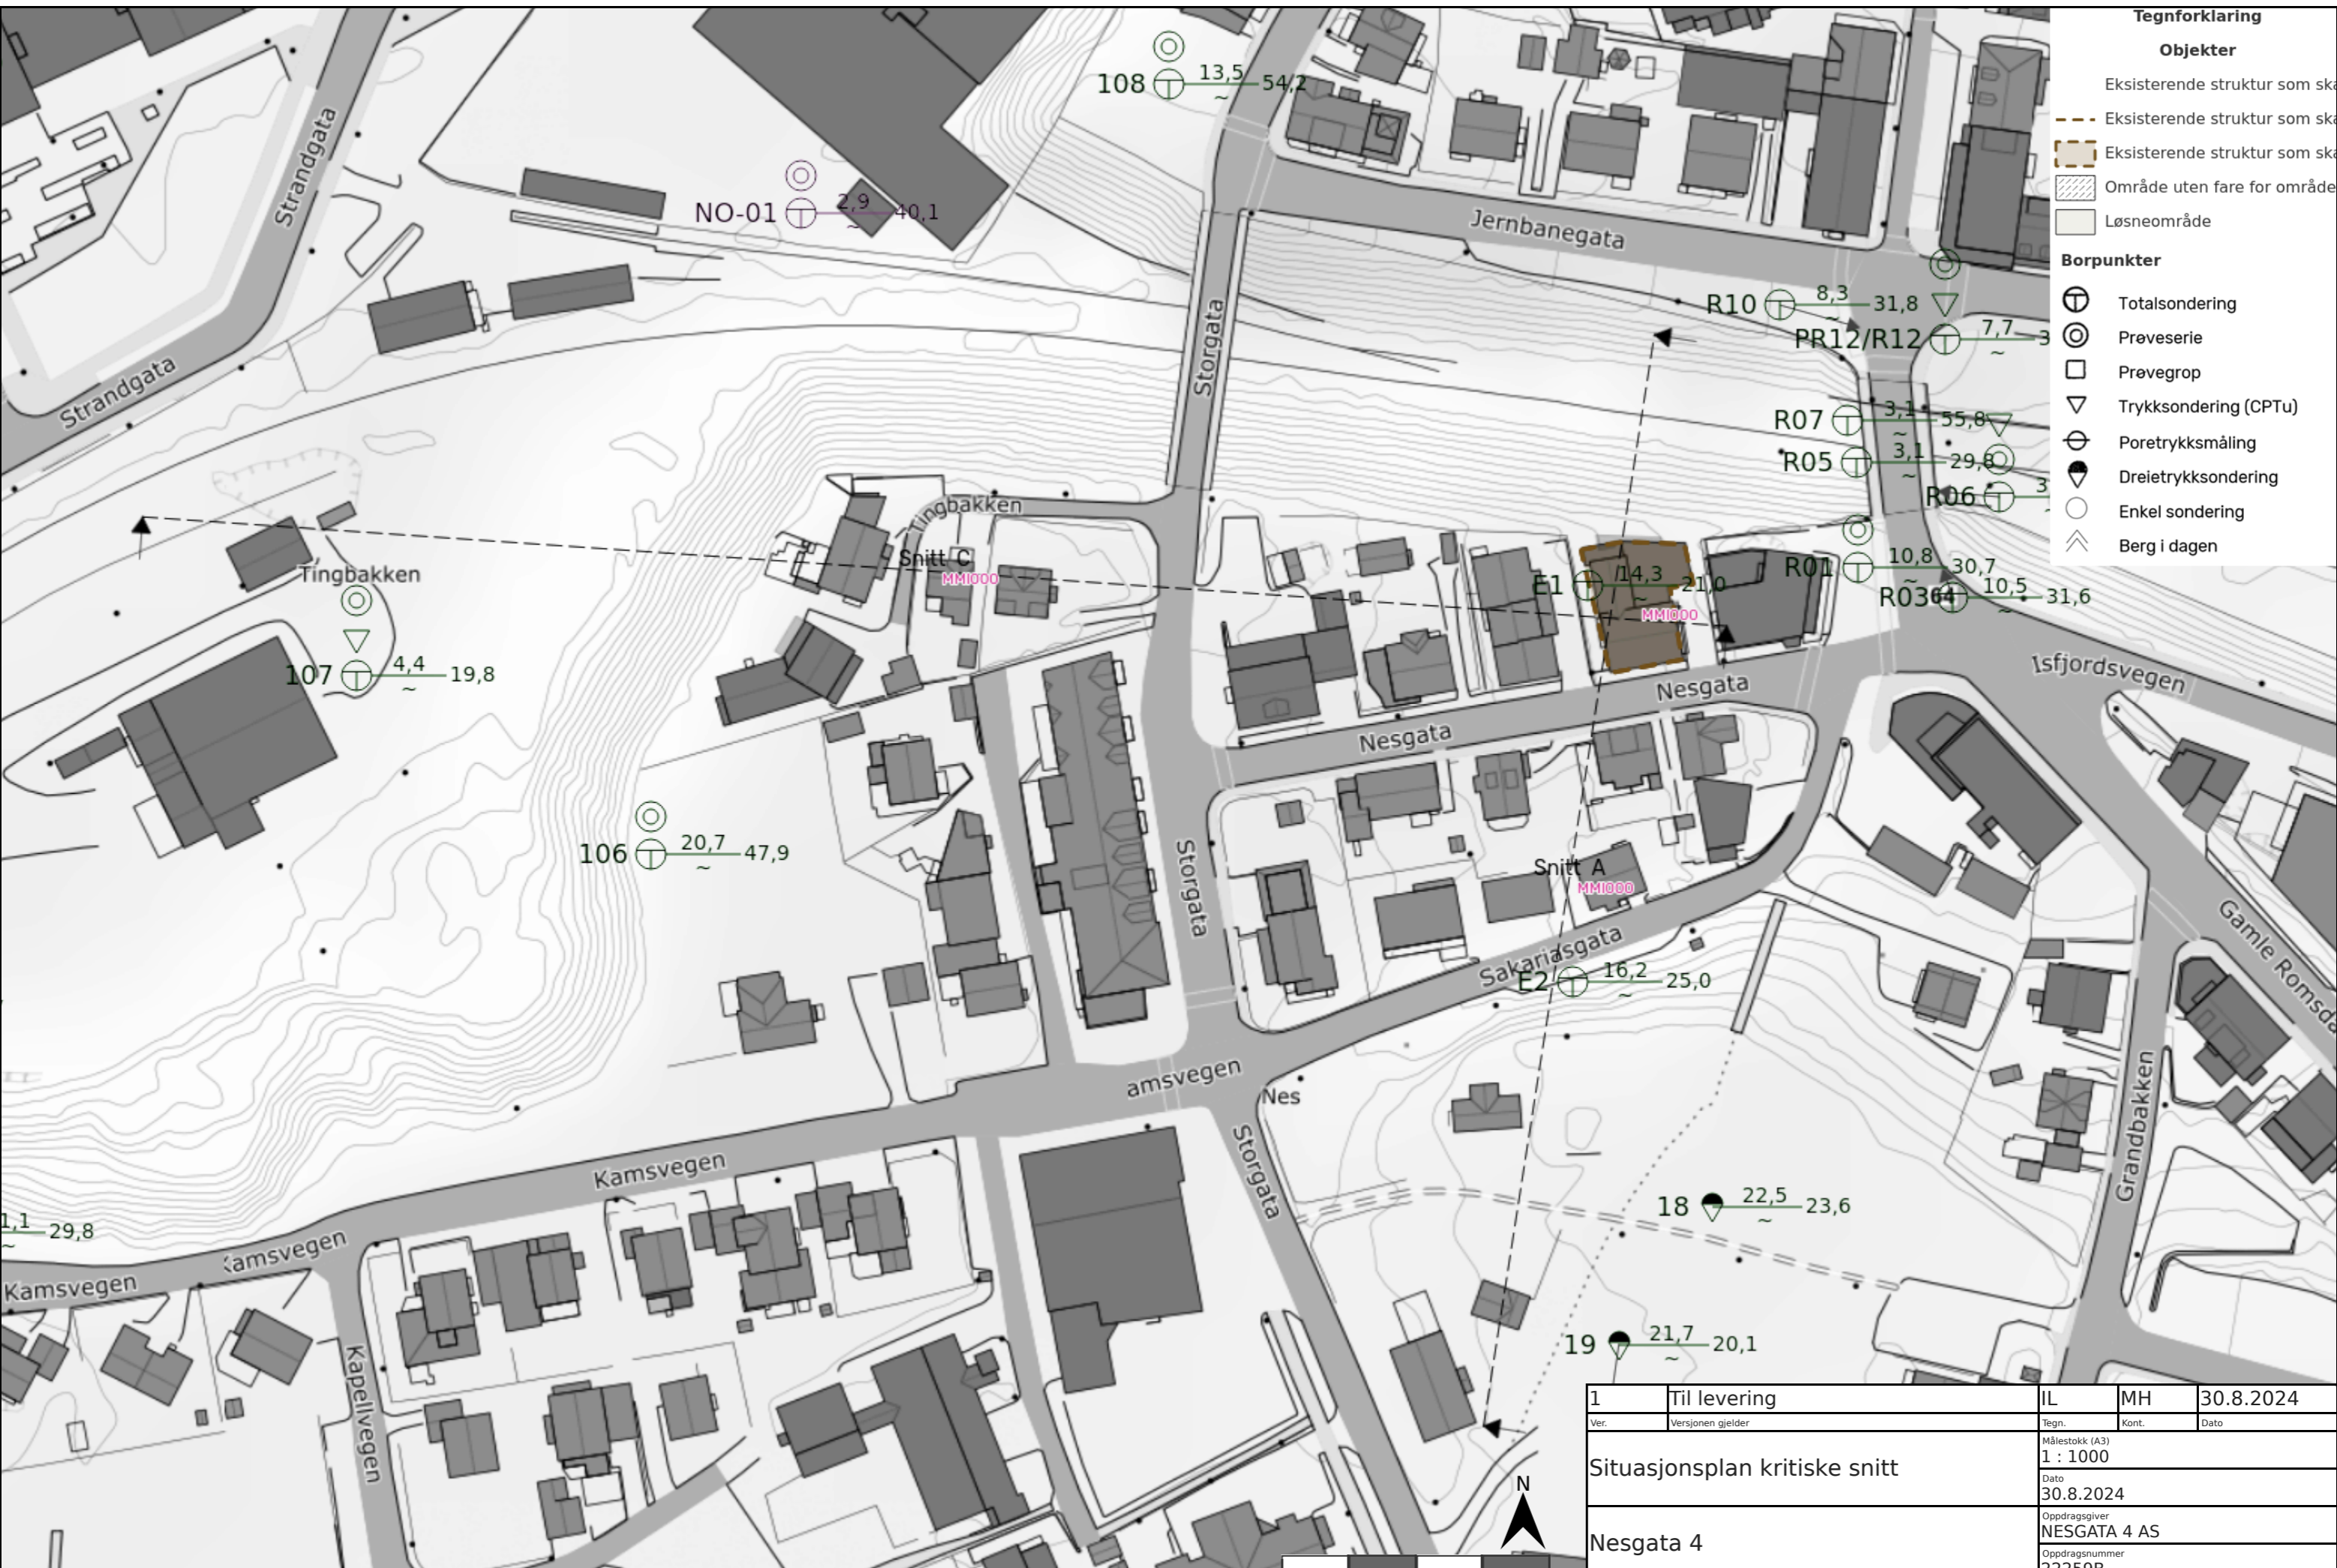 Tegnforklaring
Objekter
Eksisterende struktur som ska
Eksisterende struktur som ska
Eksisterende struktur som ska
Område uten fare for område
Løsneområde
Borpunkter
Totalsondering
Prøveserie
Prøvegrop
Trykksondering (CPTu)
Poretrykksmåling
Dreietrykksondering
Enkel sondering
Berg i dagen
108 13,5 ~ 54,2
Strandgata
NO-01 2,9 ~ 40,1
Jernbanegata
R10 8,3 ~ 31,8
PR12/R12 7,7 ~ 3
Storgata
Strandgata
R07 3,1 ~ 55,8
R05 3,1 ~ 29,8
R06 3
Tingbakken
Snitt C
MMI000
Tingbakken
E1 14,3 ~ 21,0
MMI000
R01 10,8 ~ 30,7
R03 10,5 ~ 31,6
107 4,4 ~ 19,8
Isfjordsvegen
Nesgata
Nesgata
106 20,7 ~ 47,9
Storgata
Snitt A
MMI000
Sakariasgata
E2 16,2 ~ 25,0
Gamle Romsda
amsvegen
Nes
Grandbakken
Storgata
Kamsvegen
18 22,5 ~ 23,6
1,1 ~ 29,8
Kamsvegen
Kamsvegen
19 21,7 ~ 20,1
Kapellvegen
N
1 Til levering IL MH 30.8.2024
Ver. Versjonen gjelder Tegn. Kont. Dato
Situasjonsplan kritiske snitt
Målestokk (A3)
1 : 1000
Dato
30.8.2024
Nesgata 4
Oppdragsgiver
NESGATA 4 AS
Oppdragsnummer